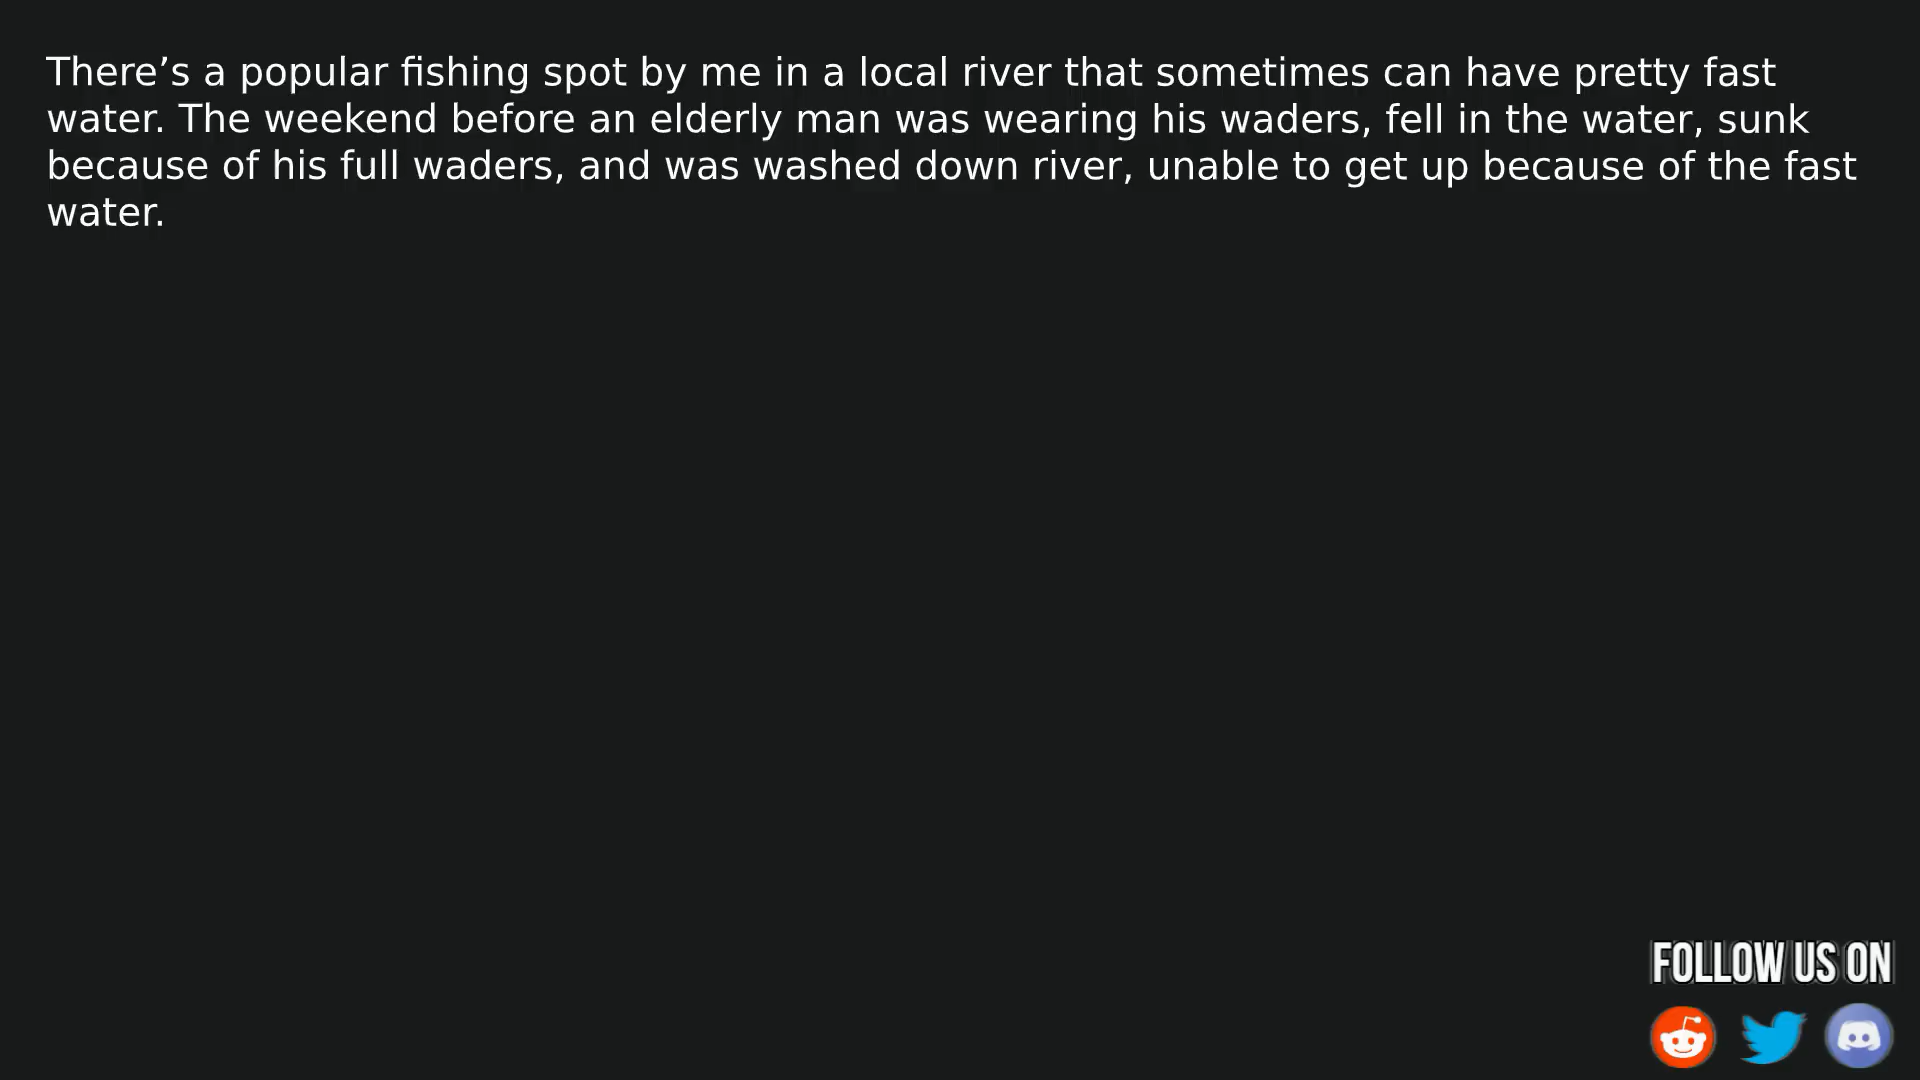 There’s a popular fishing spot by me in a local river that sometimes can have pretty fast
water. The weekend before an elderly man was wearing his waders, fell in the water, sunk
because of his full waders, and was washed down river, unable to get up because of the fast
water.
FOLLOW US ON